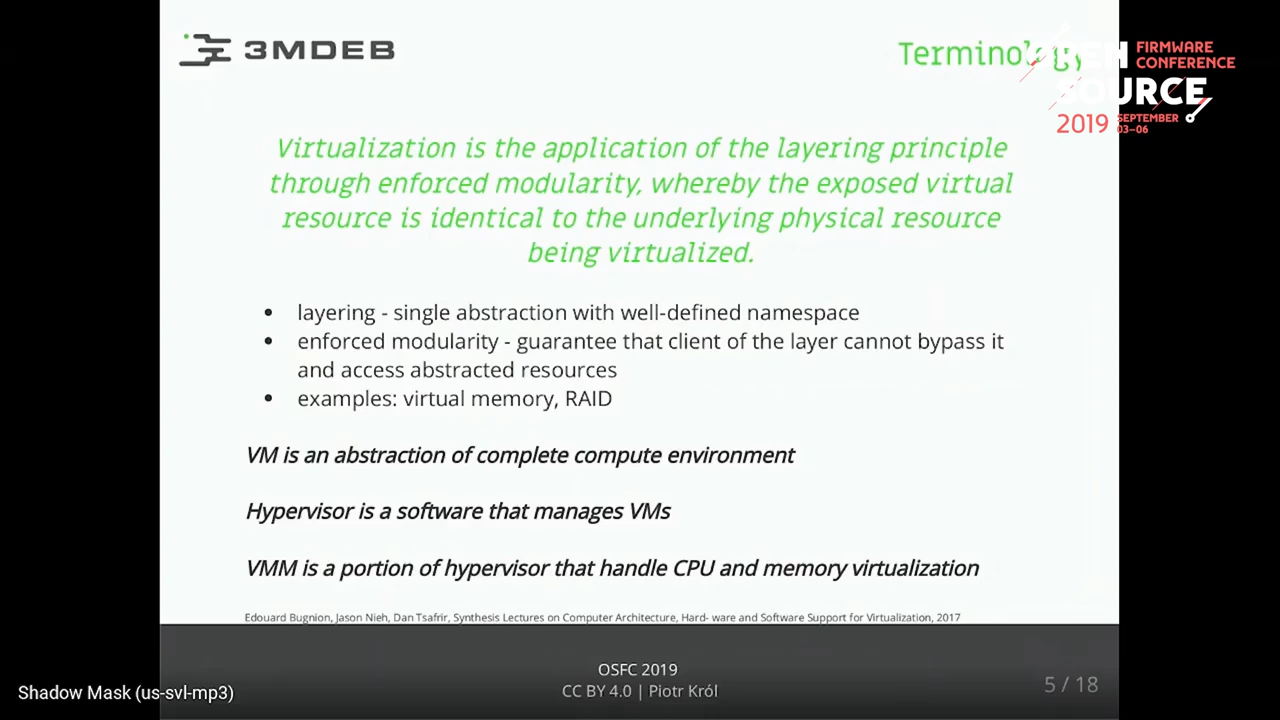 3MDEB
Terminology
OPEN FIRMWARE
CONFERENCE
SOURCE
2019 SEPTEMBER
03–06
Virtualization is the application of the layering principle
through enforced modularity, whereby the exposed virtual
resource is identical to the underlying physical resource
being virtualized.
• layering - single abstraction with well-defined namespace
• enforced modularity - guarantee that client of the layer cannot bypass it
and access abstracted resources
• examples: virtual memory, RAID
VM is an abstraction of complete compute environment
Hypervisor is a software that manages VMs
VMM is a portion of hypervisor that handle CPU and memory virtualization
Edouard Bugnion, Jason Nieh, Dan Tsafrir, Synthesis Lectures on Computer Architecture, Hard- ware and Software Support for Virtualization, 2017
OSFC 2019
CC BY 4.0 | Piotr Król
5 / 18
Shadow Mask (us-svl-mp3)